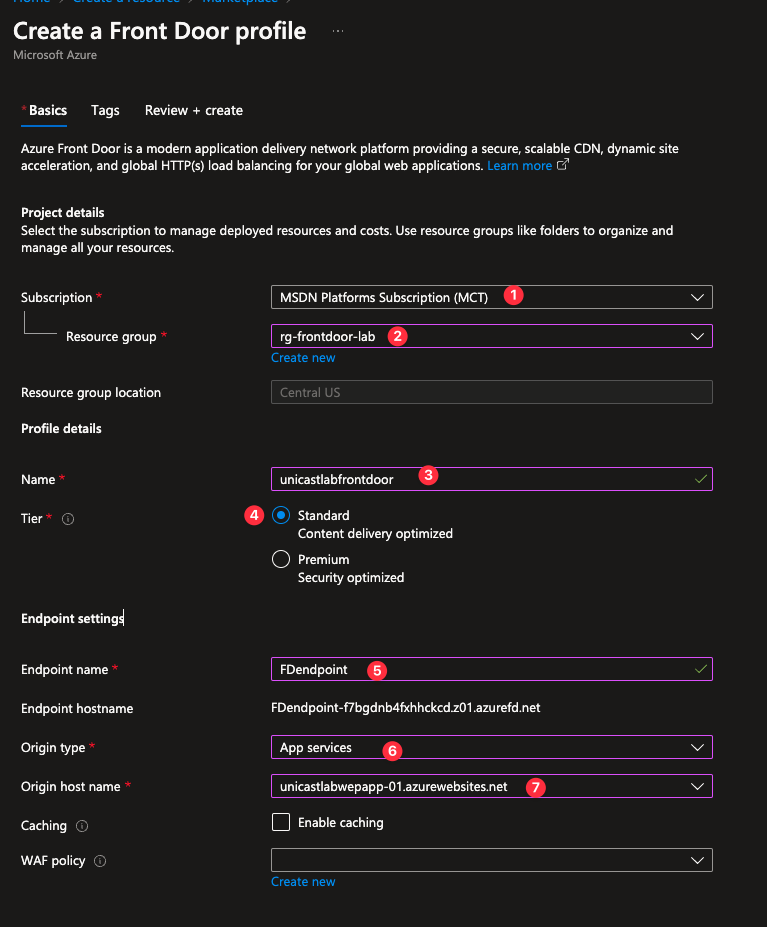 Home > Create a resource > Marketplace >
Create a Front Door profile ...
Microsoft Azure
* Basics Tags Review + create
Azure Front Door is a modern application delivery network platform providing a secure, scalable CDN, dynamic site
acceleration, and global HTTP(s) load balancing for your global web applications. Learn more
Project details
Select the subscription to manage deployed resources and costs. Use resource groups like folders to organize and
manage all your resources.
Subscription * MSDN Platforms Subscription (MCT) 1
Resource group * rg-frontdoor-lab 2
Create new
Resource group location Central US
Profile details
Name * unicastlabfrontdoor 3
Tier * 4 Standard
Content delivery optimized
Premium
Security optimized
Endpoint settings
Endpoint name * FDendpoint 5
Endpoint hostname FDendpoint-f7bgdnb4fxhhckcd.z01.azurefd.net
Origin type * App services 6
Origin host name * unicastlabwepapp-01.azurewebsites.net 7
Caching Enable caching
WAF policy
Create new